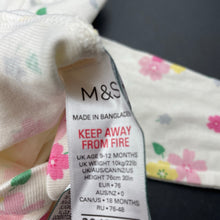 M&S
MADE IN BANGLADESH
KEEP AWAY
FROM FIRE
UK AGE 9-12 MONTHS
UK WEIGHT 10kg/22lb
UK/AUS/CAN/NZ/US
HEIGHT 76cm 30in
EUR • 76
AUS/NZ • 0
CAN/US • 18 MONTHS
RU • 76-48